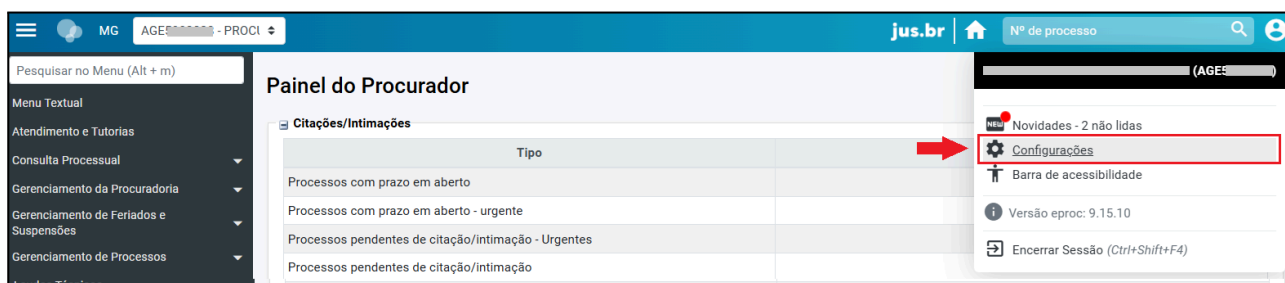 MG AGE5 - PROCU jus.br Nº de processo
Pesquisar no Menu (Alt + m)
Menu Textual
Atendimento e Tutorias
Consulta Processual
Gerenciamento da Procuradoria
Gerenciamento de Feriados e
Suspensões
Gerenciamento de Processos
Painel do Procurador
Citações/Intimações
Tipo
Processos com prazo em aberto
Processos com prazo em aberto - urgente
Processos pendentes de citação/intimação - Urgentes
Processos pendentes de citação/intimação
(AGE5 )
NEW Novidades - 2 não lidas
Configurações
Barra de acessibilidade
Versão eproc: 9.15.10
Encerrar Sessão (Ctrl+Shift+F4)